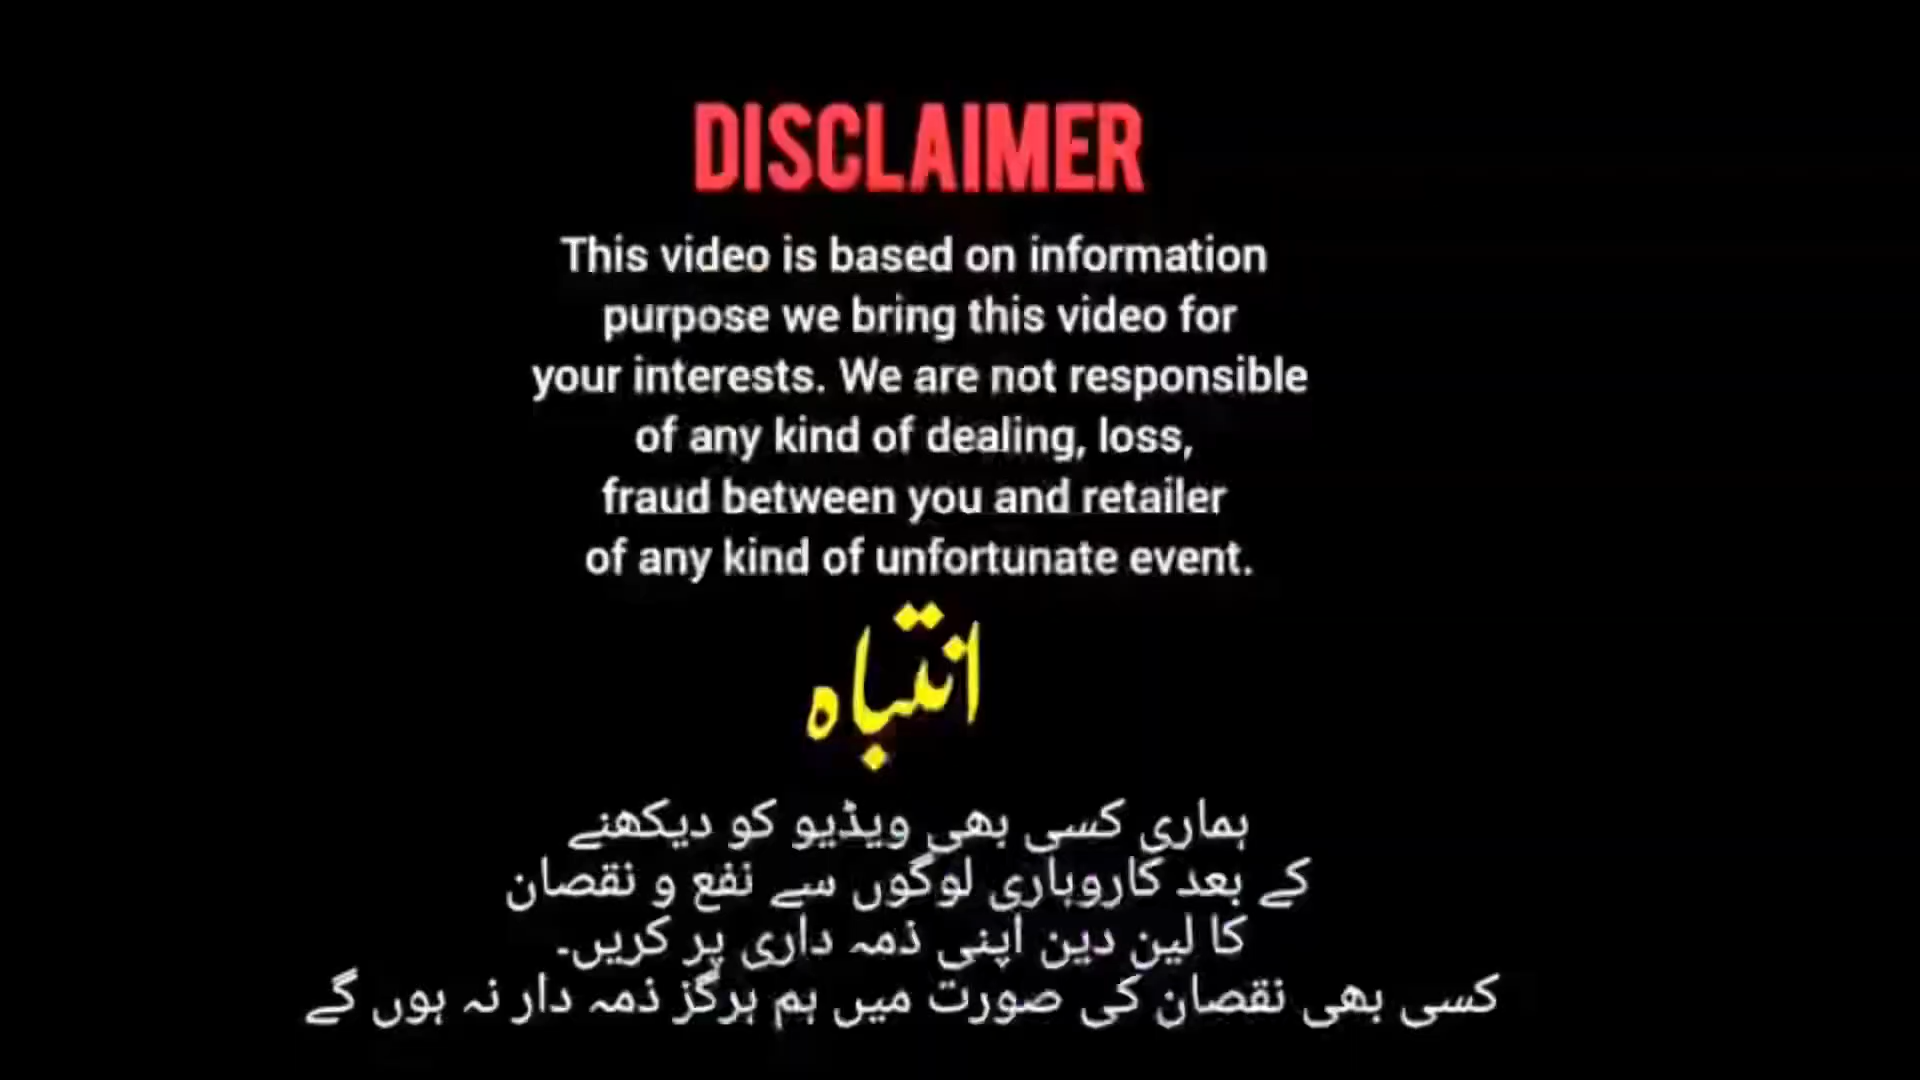 DISCLAIMER
This video is based on information
purpose we bring this video for
your interests. We are not responsible
of any kind of dealing, loss,
fraud between you and retailer
of any kind of unfortunate event.
انتباہ
ہماری کسی بھی ویڈیو کو دیکھنے
کے بعد کاروباری لوگوں سے نفع و نقصان
کا لین دین اپنی ذمہ داری پر کریں۔
کسی بھی نقصان کی صورت میں ہم ہرگز ذمہ دار نہ ہوں گے